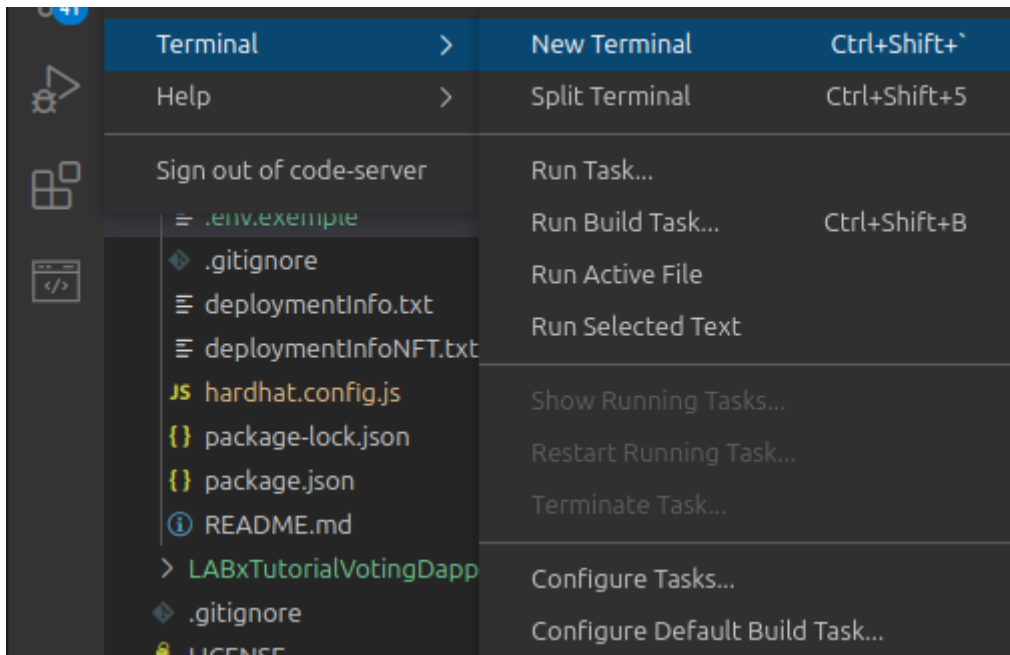 41
Terminal
Help
Sign out of code-server
New Terminal Ctrl+Shift+`
Split Terminal Ctrl+Shift+5
Run Task...
Run Build Task... Ctrl+Shift+B
Run Active File
Run Selected Text
Show Running Tasks...
Restart Running Task...
Terminate Task...
Configure Tasks...
Configure Default Build Task...
.env.exemple
.gitignore
deploymentInfo.txt
deploymentInfoNFT.txt
JS hardhat.config.js
{} package-lock.json
{} package.json
README.md
LABxTutorialVotingDapp
.gitignore
LICENSE